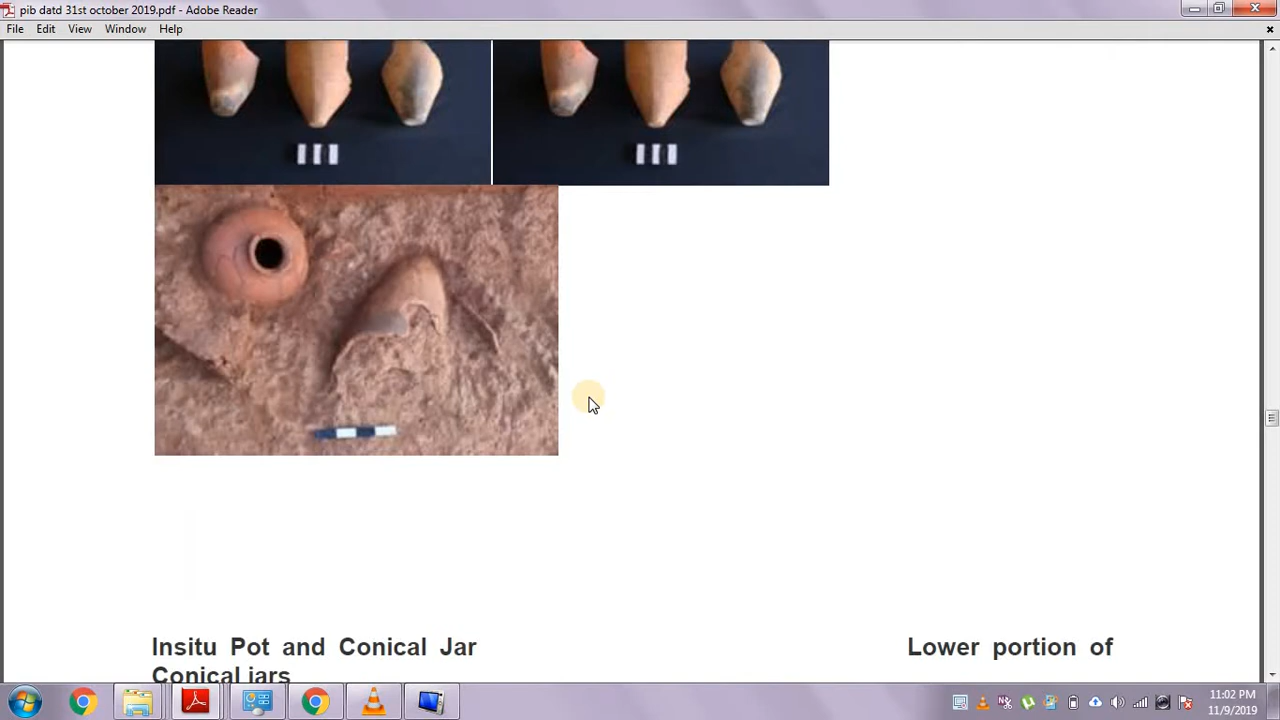 pib datd 31st october 2019.pdf - Adobe Reader
File Edit View Window Help
Insitu Pot and Conical Jar Lower portion of
Conical jars
11:02 PM
11/9/2019